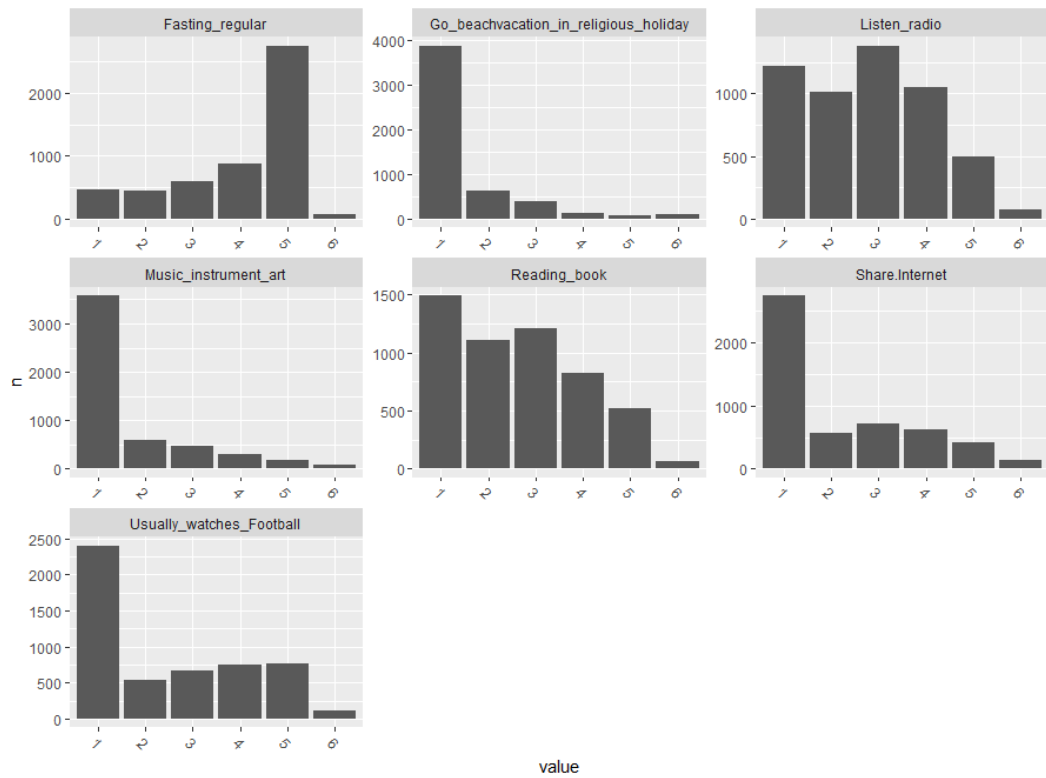 Fasting_regular
Go_beachvacation_in_religious_holiday
Listen_radio
2000
1000
0
4000
3000
2000
1000
0
1000
500
0
1 2 3 4 5 6
1 2 3 4 5 6
1 2 3 4 5 6
Music_instrument_art
Reading_book
Share.Internet
3000
2000
1000
0
1500
1000
500
0
2000
1000
0
1 2 3 4 5 6
1 2 3 4 5 6
1 2 3 4 5 6
Usually_watches_Football
2500
2000
1500
1000
500
0
1 2 3 4 5 6
n
value